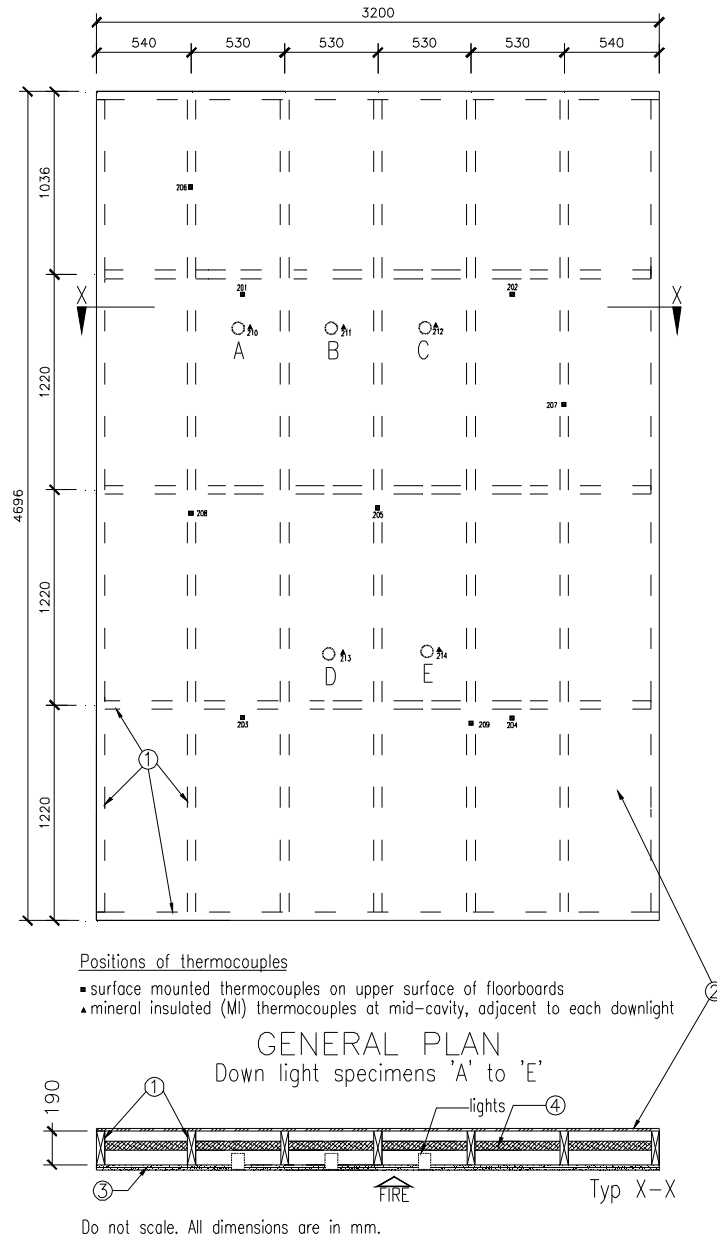 3200
540 530 530 530 530 540
1036
206
201 202
X X
210 211 212
A B C
1220
207
4696
208 205
1220
213 214
D E
203 209 204
1
1220
Positions of thermocouples
surface mounted thermocouples on upper surface of floorboards
mineral insulated (MI) thermocouples at mid-cavity, adjacent to each downlight
2
GENERAL PLAN
Down light specimens 'A' to 'E'
190
1 lights 4
3 FIRE Typ X-X
Do not scale. All dimensions are in mm.